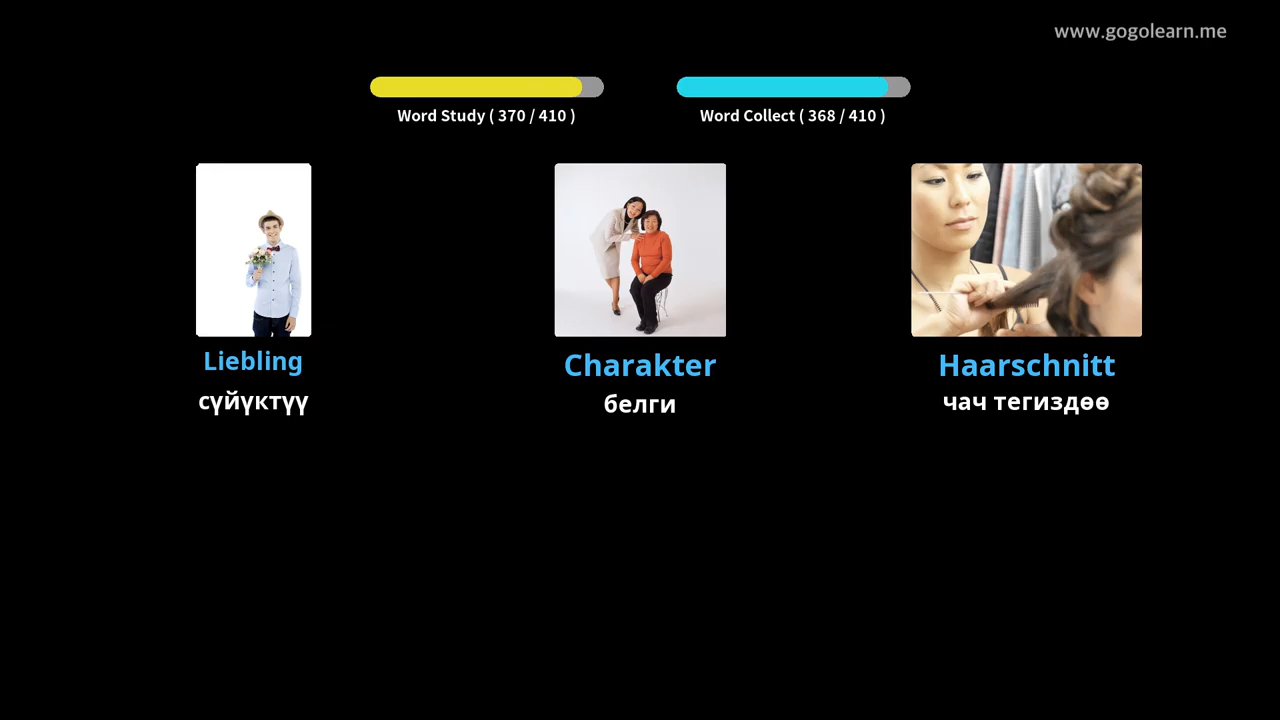 www.gogolearn.me
Word Study ( 370 / 410 )
Word Collect ( 368 / 410 )
Liebling
Charakter
Haarschnitt
сүйүктүү
белги
чач тегиздөө